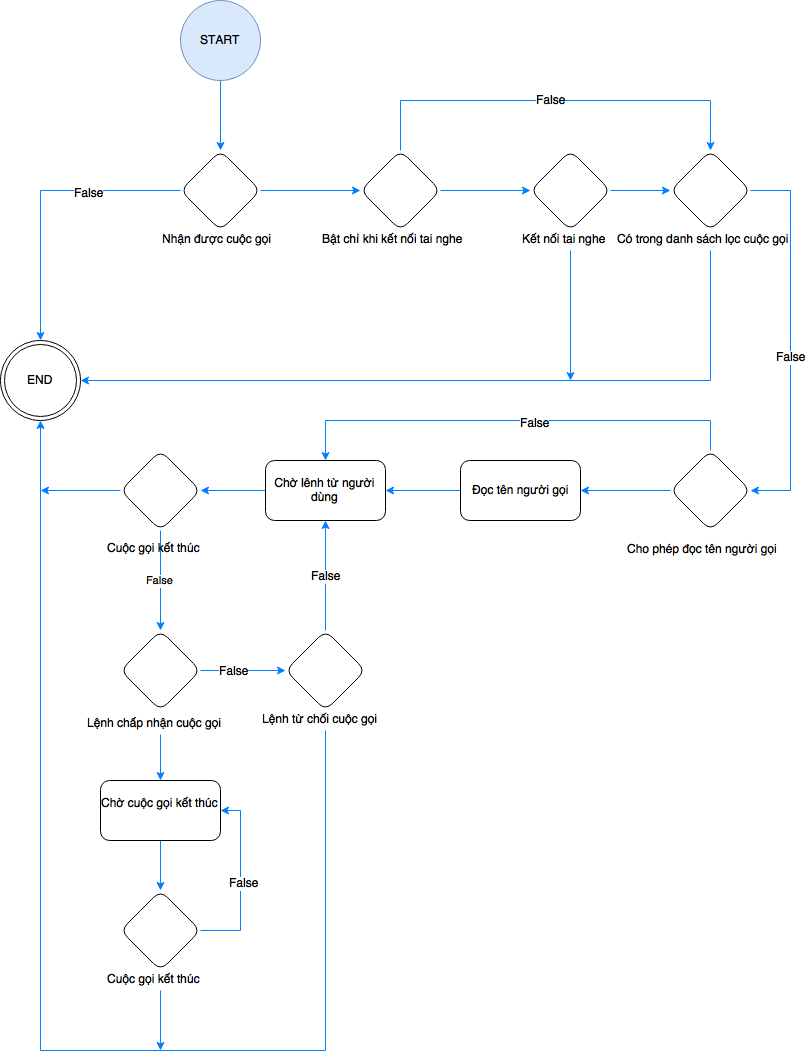 START
False
False
Nhận được cuộc gọi
Bật chỉ khi kết nối tai nghe
Kết nối tai nghe
Có trong danh sách lọc cuộc gọi
False
END
False
Chờ lênh từ người
dùng
Đọc tên người gọi
Cuộc gọi kết thúc
Cho phép đọc tên người gọi
False
False
False
Lệnh chấp nhận cuộc gọi
Lệnh từ chối cuộc gọi
Chờ cuộc gọi kết thúc
False
Cuộc gọi kết thúc